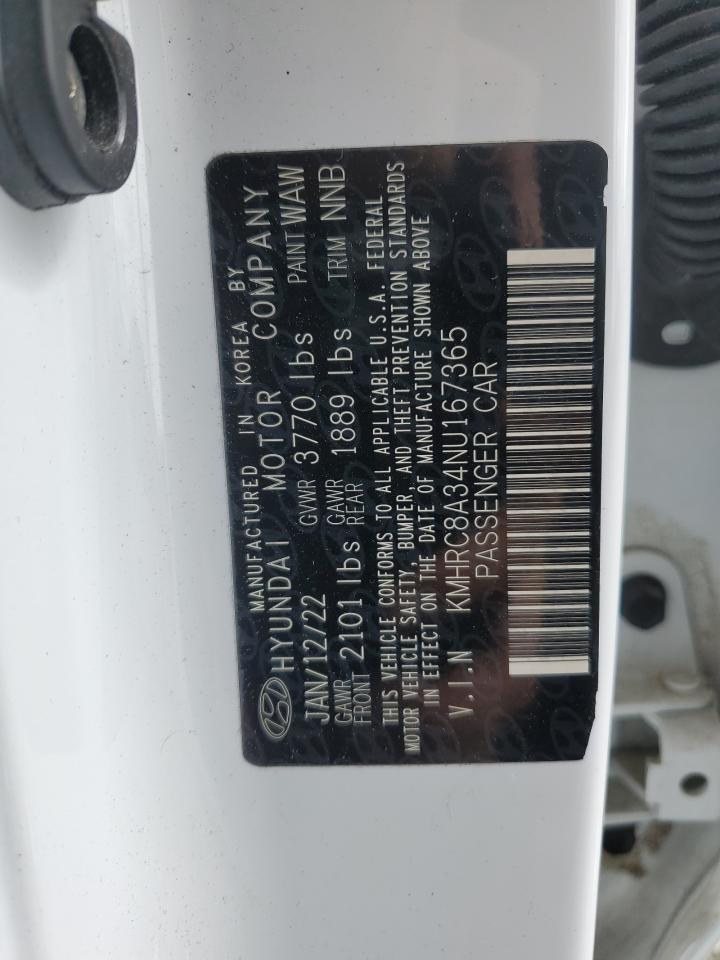 MANUFACTURED IN KOREA BY
HYUNDAI MOTOR COMPANY
JAN/12/22 GVWR 3770 lbs PAINT WAW
GAWR FRONT 2101 lbs GAWR REAR 1889 lbs TRIM NNB
THIS VEHICLE CONFORMS TO ALL APPLICABLE U.S.A. FEDERAL
MOTOR VEHICLE SAFETY, BUMPER, AND THEFT PREVENTION STANDARDS
IN EFFECT ON THE DATE OF MANUFACTURE SHOWN ABOVE
V.I.N KMHRC8A34NU167365
PASSENGER CAR